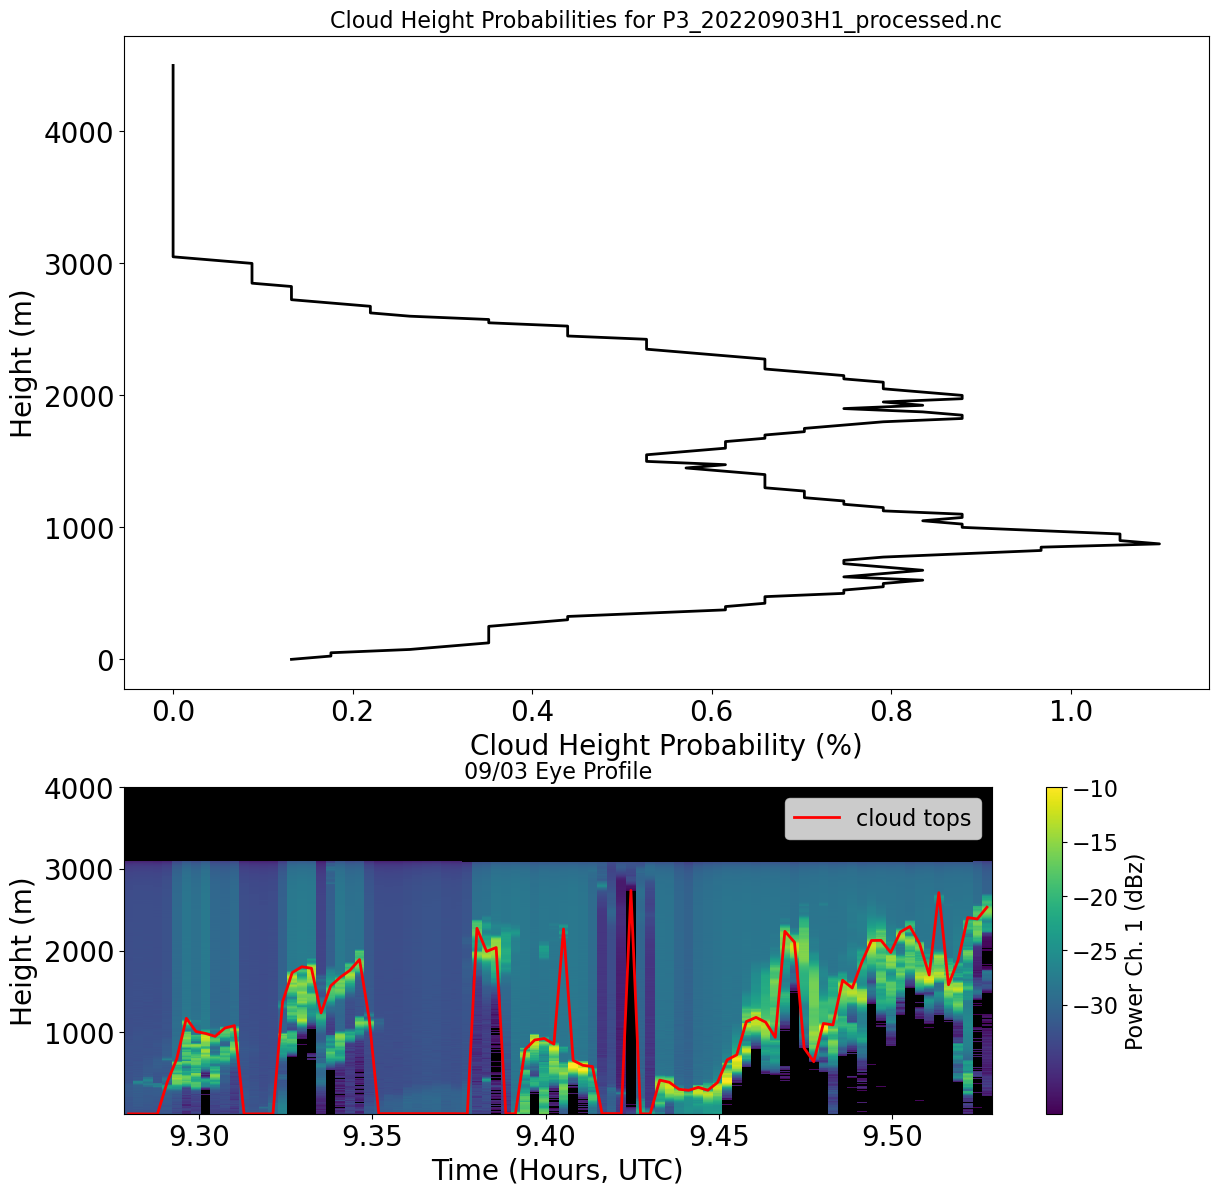 Cloud Height Probabilities for P3_20220903H1_processed.nc
Height (m)
4000
3000
2000
1000
0
0.0 0.2 0.4 0.6 0.8 1.0
Cloud Height Probability (%)
09/03 Eye Profile
Height (m)
4000
3000
2000
1000
cloud tops
9.30 9.35 9.40 9.45 9.50
Time (Hours, UTC)
−10
−15
−20
−25
−30
Power Ch. 1 (dBz)